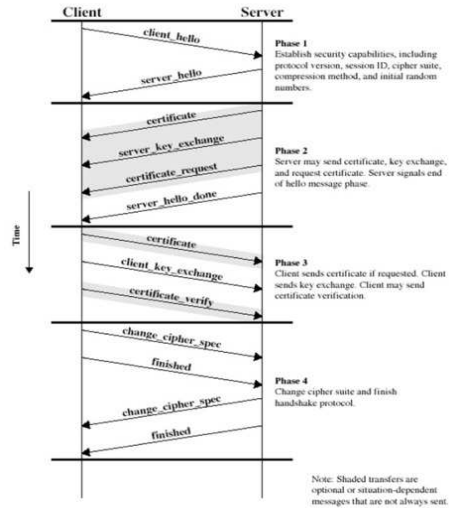 Client Server
client_hello
server_hello
Phase 1
Establish security capabilities, including
protocol version, session ID, cipher suite,
compression method, and initial random
numbers.
certificate
server_key_exchange
certificate_request
server_hello_done
Phase 2
Server may send certificate, key exchange,
and request certificate. Server signals end
of hello message phase.
Time
certificate
client_key_exchange
certificate_verify
Phase 3
Client sends certificate if requested. Client
sends key exchange. Client may send
certificate verification.
change_cipher_spec
finished
change_cipher_spec
finished
Phase 4
Change cipher suite and finish
handshake protocol.
Note: Shaded transfers are
optional or situation-dependent
messages that are not always sent.